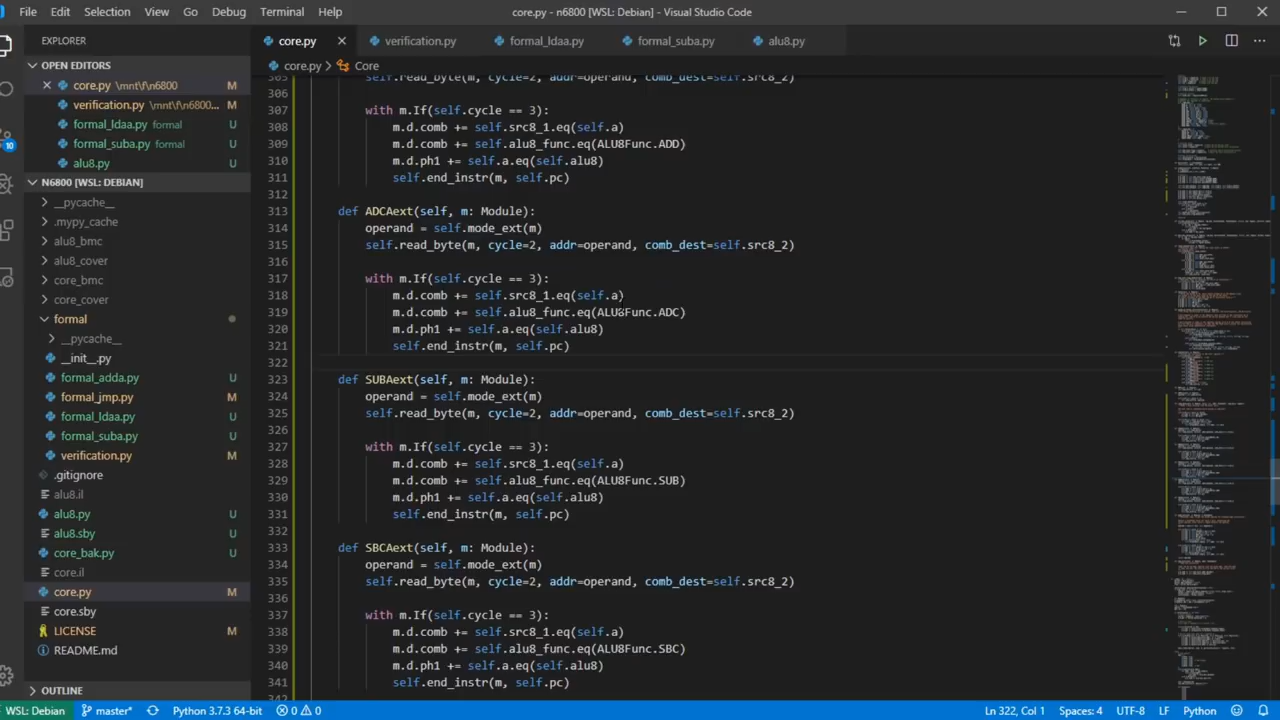 File Edit Selection View Go Debug Terminal Help core.py - n6800 [WSL: Debian] - Visual Studio Code
EXPLORER
core.py
verification.py
formal_ldaa.py
formal_suba.py
alu8.py
OPEN EDITORS
core.py \mnt\f\n6800 M
verification.py \mnt\f\n6800... M
formal_ldaa.py formal U
formal_suba.py formal U
alu8.py U
10
N6800 [WSL: DEBIAN]
__pycache__
.mypy_cache
alu8_bmc
alu8_cover
core_bmc
core_cover
formal
__pycache__
__init__.py
formal_adda.py U
formal_jmp.py M
formal_ldaa.py U
formal_suba.py U
verification.py M
.gitignore
alu8.il
alu8.py U
alu8.sby U
core_bak.py U
core.il
core.py M
core.sby
LICENSE M
README.md
OUTLINE
core.py > Core
305 self.read_byte(m, cycle=2, addr=operand, comb_dest=self.src8_2)
306
307 with m.If(self.cycle == 3):
308 m.d.comb += self.src8_1.eq(self.a)
309 m.d.comb += self.alu8_func.eq(ALU8Func.ADD)
310 m.d.ph1 += self.a.eq(self.alu8)
311 self.end_instr(m, self.pc)
312
313 def ADCAext(self, m: Module):
314 operand = self.mode_ext(m)
315 self.read_byte(m, cycle=2, addr=operand, comb_dest=self.src8_2)
316
317 with m.If(self.cycle == 3):
318 m.d.comb += self.src8_1.eq(self.a)
319 m.d.comb += self.alu8_func.eq(ALU8Func.ADC)
320 m.d.ph1 += self.a.eq(self.alu8)
321 self.end_instr(m, self.pc)
322
323 def SUBAext(self, m: Module):
324 operand = self.mode_ext(m)
325 self.read_byte(m, cycle=2, addr=operand, comb_dest=self.src8_2)
326
327 with m.If(self.cycle == 3):
328 m.d.comb += self.src8_1.eq(self.a)
329 m.d.comb += self.alu8_func.eq(ALU8Func.SUB)
330 m.d.ph1 += self.a.eq(self.alu8)
331 self.end_instr(m, self.pc)
332
333 def SBCAext(self, m: Module):
334 operand = self.mode_ext(m)
335 self.read_byte(m, cycle=2, addr=operand, comb_dest=self.src8_2)
336
337 with m.If(self.cycle == 3):
338 m.d.comb += self.src8_1.eq(self.a)
339 m.d.comb += self.alu8_func.eq(ALU8Func.SBC)
340 m.d.ph1 += self.a.eq(self.alu8)
341 self.end_instr(m, self.pc)
342
WSL: Debian master* Python 3.7.3 64-bit 0 0 Ln 322, Col 1 Spaces: 4 UTF-8 LF Python